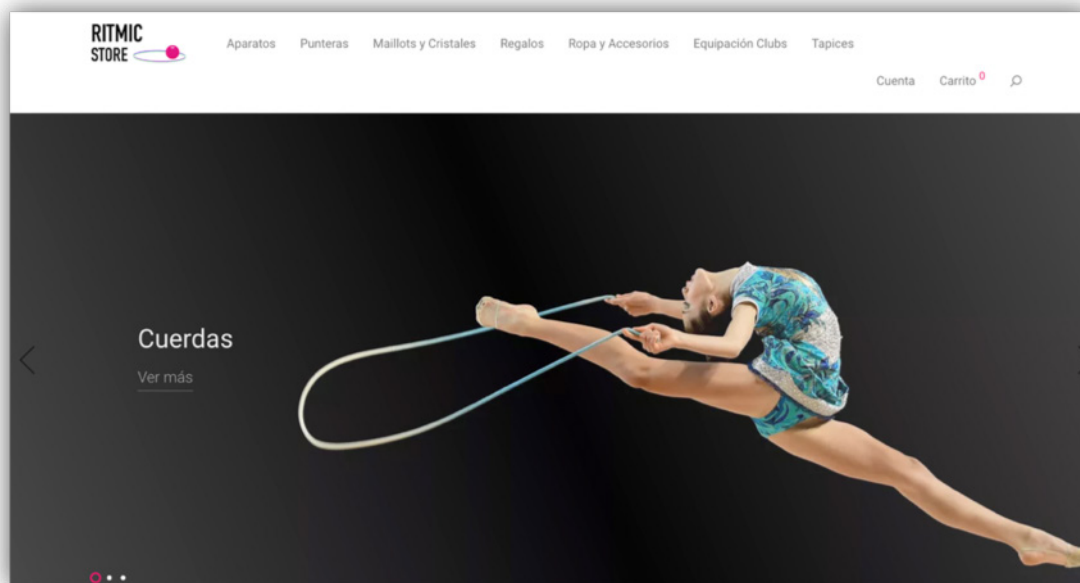 RITMIC
STORE
Aparatos Punteras Maillots y Cristales Regalos Ropa y Accesorios Equipación Clubs Tapices
Cuenta Carrito 0
Cuerdas
Ver más